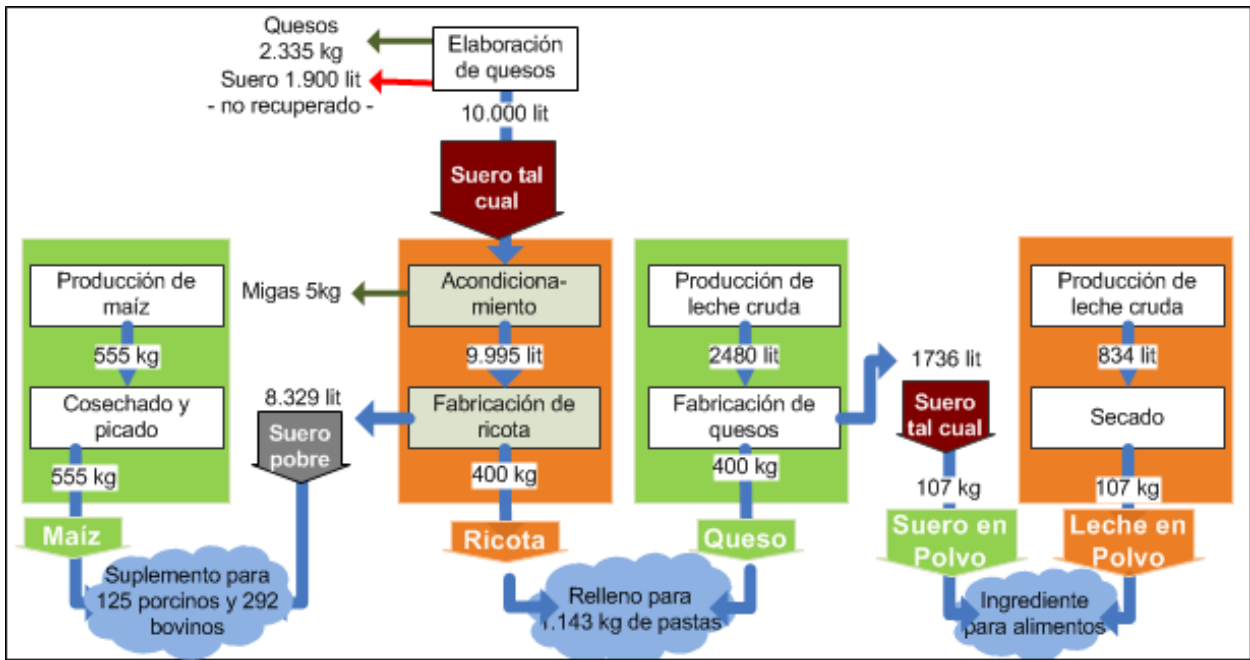 Quesos
2.335 kg
Suero 1.900 lit
- no recuperado -
Elaboración
de quesos
10.000 lit
Suero tal
cual
Producción de
maíz
555 kg
Cosechado y
picado
555 kg
Maíz
Migas 5kg
Acondiciona-
miento
9.995 lit
Fabricación de
ricota
8.329 lit
Suero
pobre
400 kg
Ricota
Producción de
leche cruda
2480 lit
Fabricación de
quesos
400 kg
Queso
1736 lit
Suero
tal cual
107 kg
Suero en
Polvo
Producción de
leche cruda
834 lit
Secado
107 kg
Leche en
Polvo
Suplemento para
125 porcinos y 292
bovinos
Relleno para
1.143 kg de pastas
Ingrediente
para alimentos